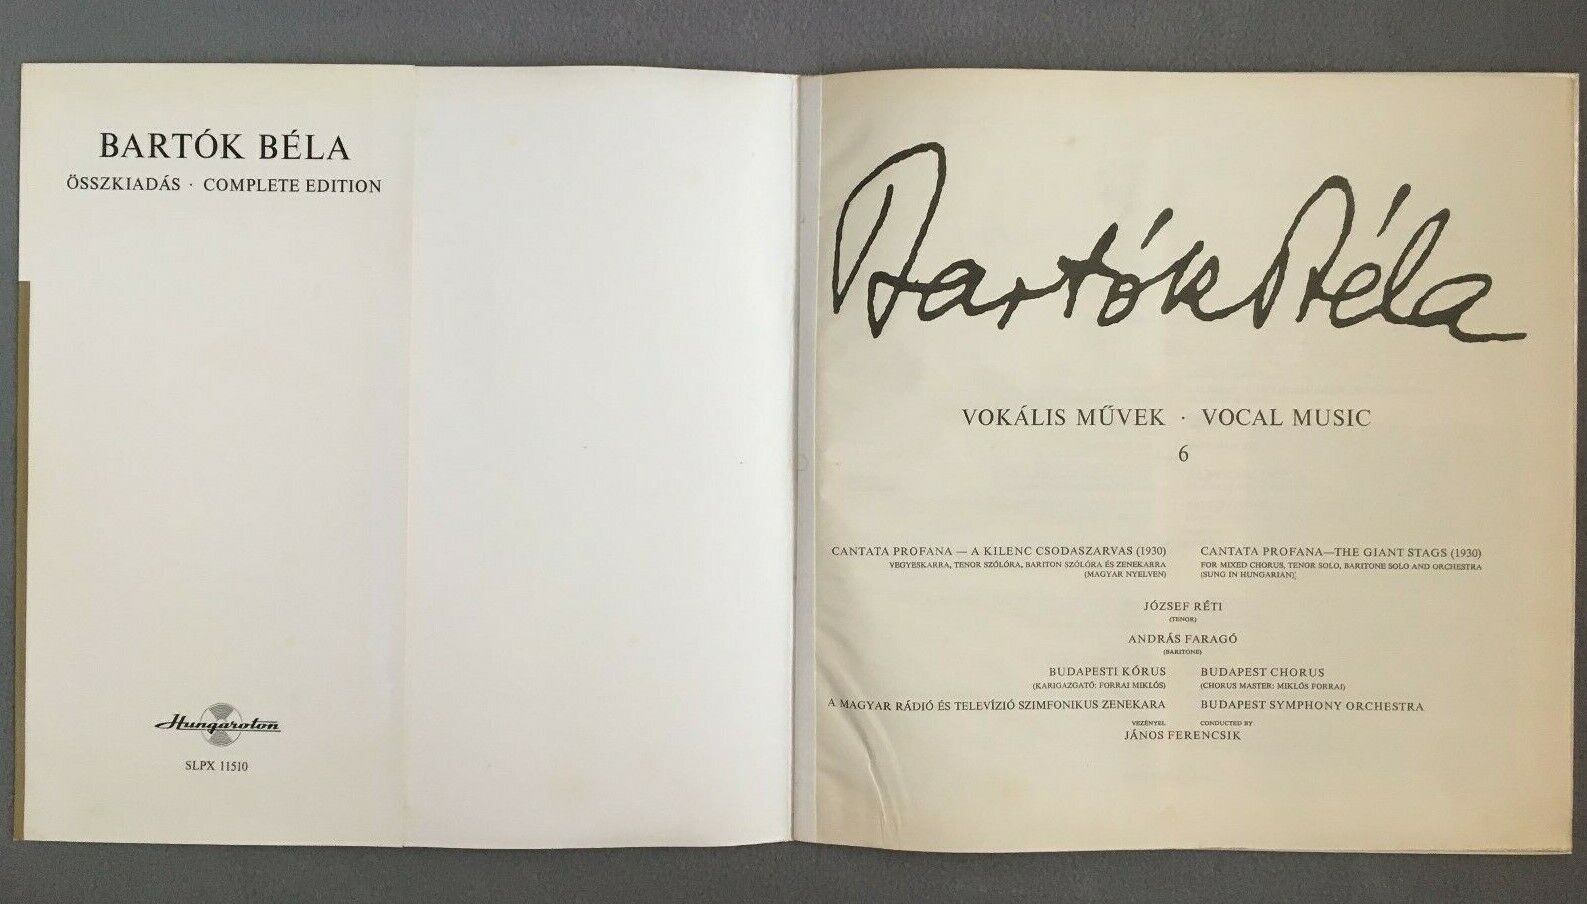 BARTÓK BÉLA
ÖSSZKIADÁS · COMPLETE EDITION
Hungaroton
SLPX 11510
Bartók Béla
VOKÁLIS MŰVEK · VOCAL MUSIC
6
CANTATA PROFANA — A KILENC CSODASZARVAS (1930)
VEGYESKARRA, TENOR SZÓLÓRA, BARITON SZÓLÓRA ÉS ZENEKARRA
(MAGYAR NYELVEN)
CANTATA PROFANA—THE GIANT STAGS (1930)
FOR MIXED CHORUS, TENOR SOLO, BARITONE SOLO AND ORCHESTRA
(SUNG IN HUNGARIAN)
JÓZSEF RÉTI
(TENOR)
ANDRÁS FARAGÓ
(BARITONE)
BUDAPESTI KÓRUS
(KARIGAZGATÓ: FORRAI MIKLÓS)
BUDAPEST CHORUS
(CHORUS MASTER: MIKLÓS FORRAI)
A MAGYAR RÁDIÓ ÉS TELEVÍZIÓ SZIMFONIKUS ZENEKARA
BUDAPEST SYMPHONY ORCHESTRA
VEZÉNYEL CONDUCTED BY
JÁNOS FERENCSIK